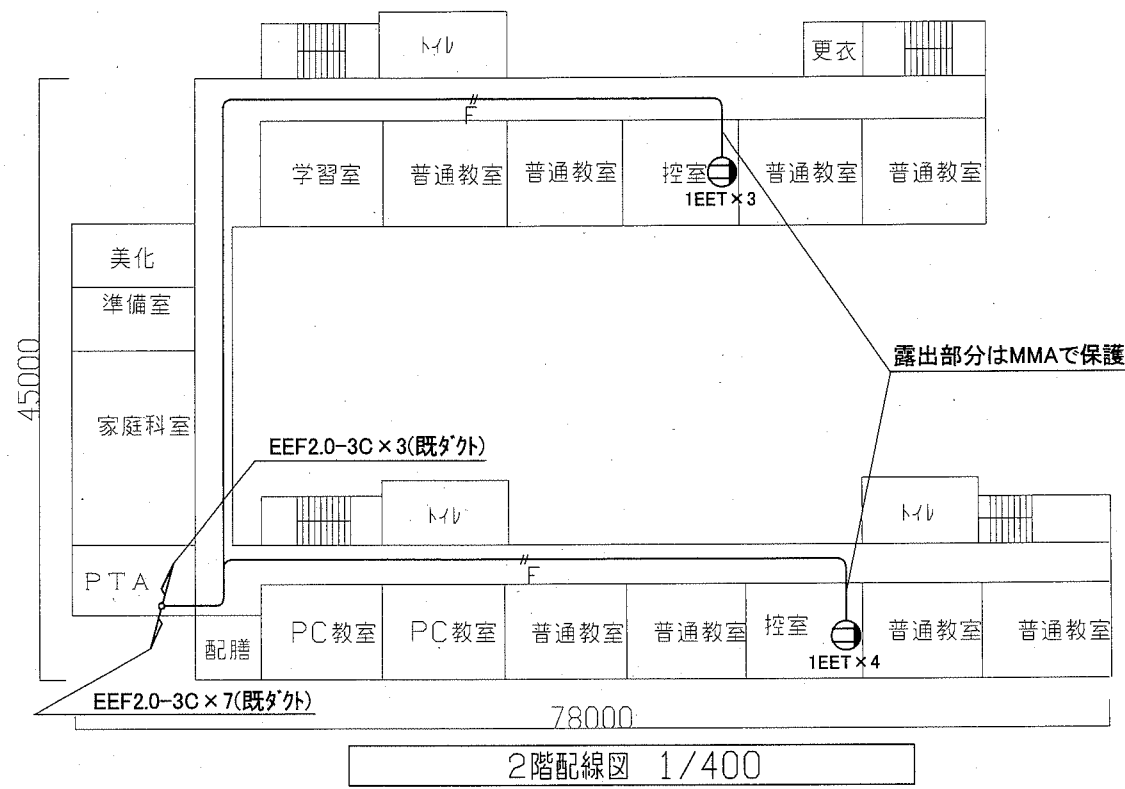 トイレ
更衣
F
学習室
普通教室
普通教室
控室
普通教室
普通教室
1EET×3
美化
準備室
45000
露出部分はMMAで保護
家庭科室
EEF2.0-3C×3(既ダクト)
トイレ
トイレ
PTA
F
配膳
PC教室
PC教室
普通教室
普通教室
控室
普通教室
普通教室
1EET×4
EEF2.0-3C×7(既ダクト)
78000
2階配線図 1/400